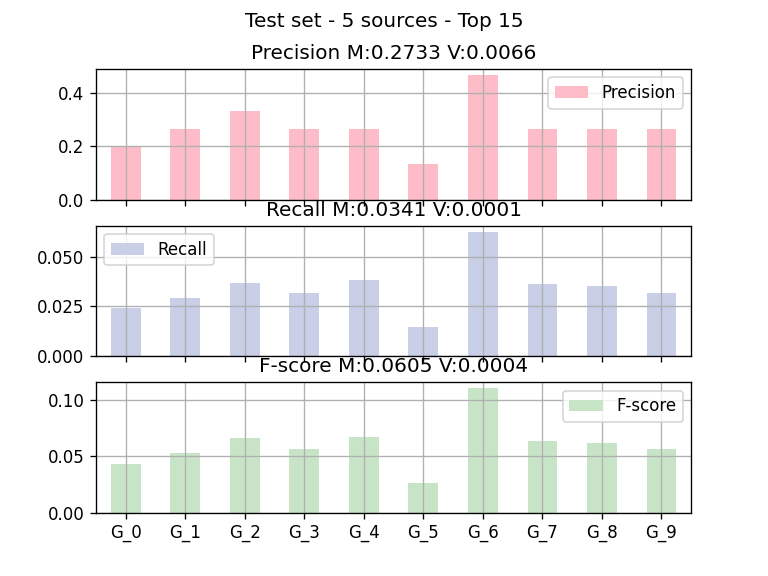 Test set - 5 sources - Top 15
Precision M:0.2733 V:0.0066
Precision
0.4
0.2
0.0
Recall M:0.0341 V:0.0001
Recall
0.050
0.025
0.000
F-score M:0.0605 V:0.0004
F-score
0.10
0.05
0.00
G_0 G_1 G_2 G_3 G_4 G_5 G_6 G_7 G_8 G_9